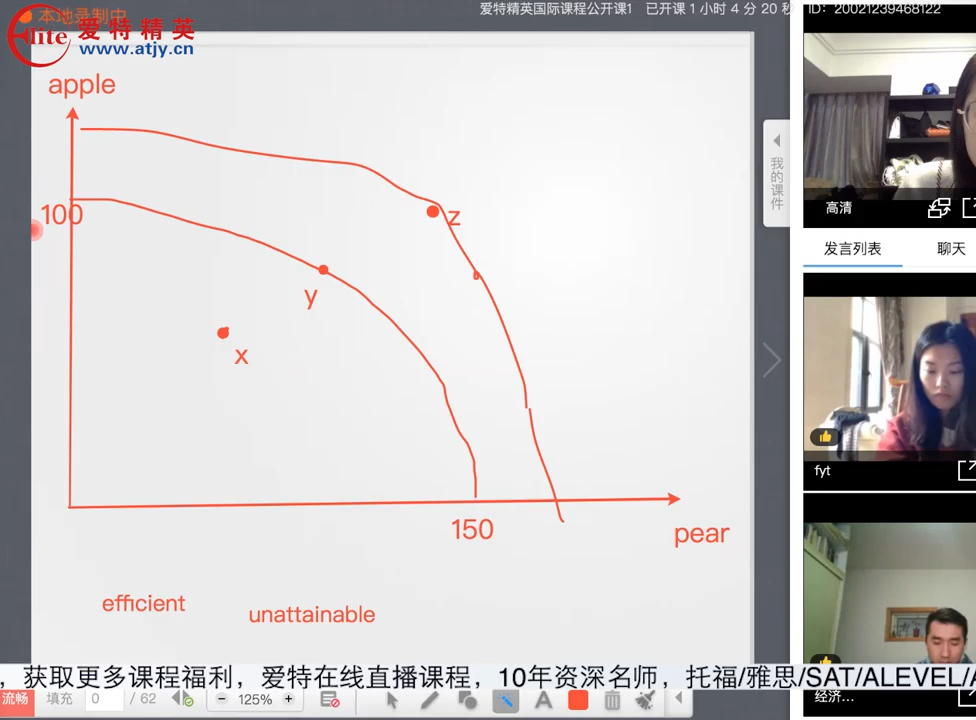 本地录制中
爱特精英国际课程公开课1 已开课 1 小时 4 分 20 秒
ID: 20021239468122
Elite 爱特精英
www.atjy.cn
apple
100
z
y
x
150
pear
efficient
unattainable
我的课件
高清
发言列表 聊天
fyt
经济...
，获取更多课程福利，爱特在线直播课程，10年资深名师，托福/雅思/SAT/ALEVEL/
流畅 填充 0 / 62 125%
A